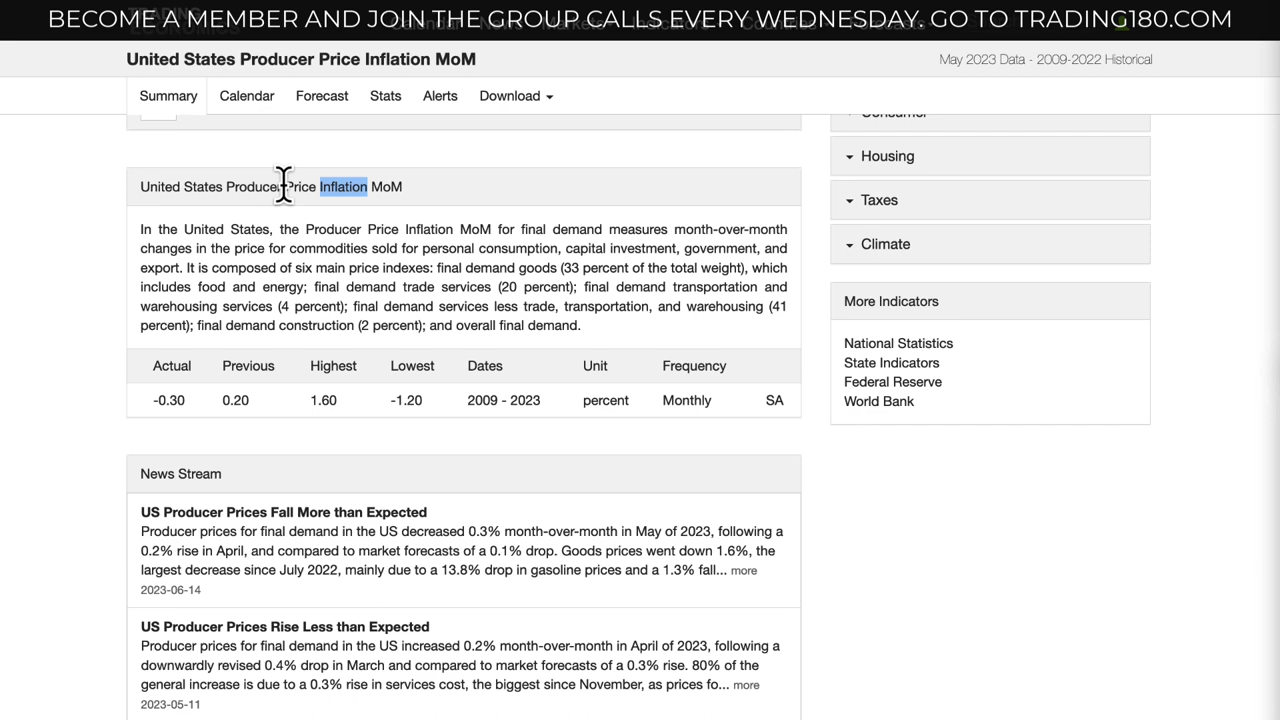 BECOME A MEMBER AND JOIN THE GROUP CALLS EVERY WEDNESDAY. GO TO TRADING180.COM
United States Producer Price Inflation MoM
May 2023 Data - 2009-2022 Historical
Summary Calendar Forecast Stats Alerts Download
Consumer
Housing
Taxes
Climate
United States Producer Price Inflation MoM
In the United States, the Producer Price Inflation MoM for final demand measures month-over-month
changes in the price for commodities sold for personal consumption, capital investment, government, and
export. It is composed of six main price indexes: final demand goods (33 percent of the total weight), which
includes food and energy; final demand trade services (20 percent); final demand transportation and
warehousing services (4 percent); final demand services less trade, transportation, and warehousing (41
percent); final demand construction (2 percent); and overall final demand.
Actual Previous Highest Lowest Dates Unit Frequency
-0.30 0.20 1.60 -1.20 2009 - 2023 percent Monthly SA
More Indicators
National Statistics
State Indicators
Federal Reserve
World Bank
News Stream
US Producer Prices Fall More than Expected
Producer prices for final demand in the US decreased 0.3% month-over-month in May of 2023, following a
0.2% rise in April, and compared to market forecasts of a 0.1% drop. Goods prices went down 1.6%, the
largest decrease since July 2022, mainly due to a 13.8% drop in gasoline prices and a 1.3% fall... more
2023-06-14
US Producer Prices Rise Less than Expected
Producer prices for final demand in the US increased 0.2% month-over-month in April of 2023, following a
downwardly revised 0.4% drop in March and compared to market forecasts of a 0.3% rise. 80% of the
general increase is due to a 0.3% rise in services cost, the biggest since November, as prices fo... more
2023-05-11